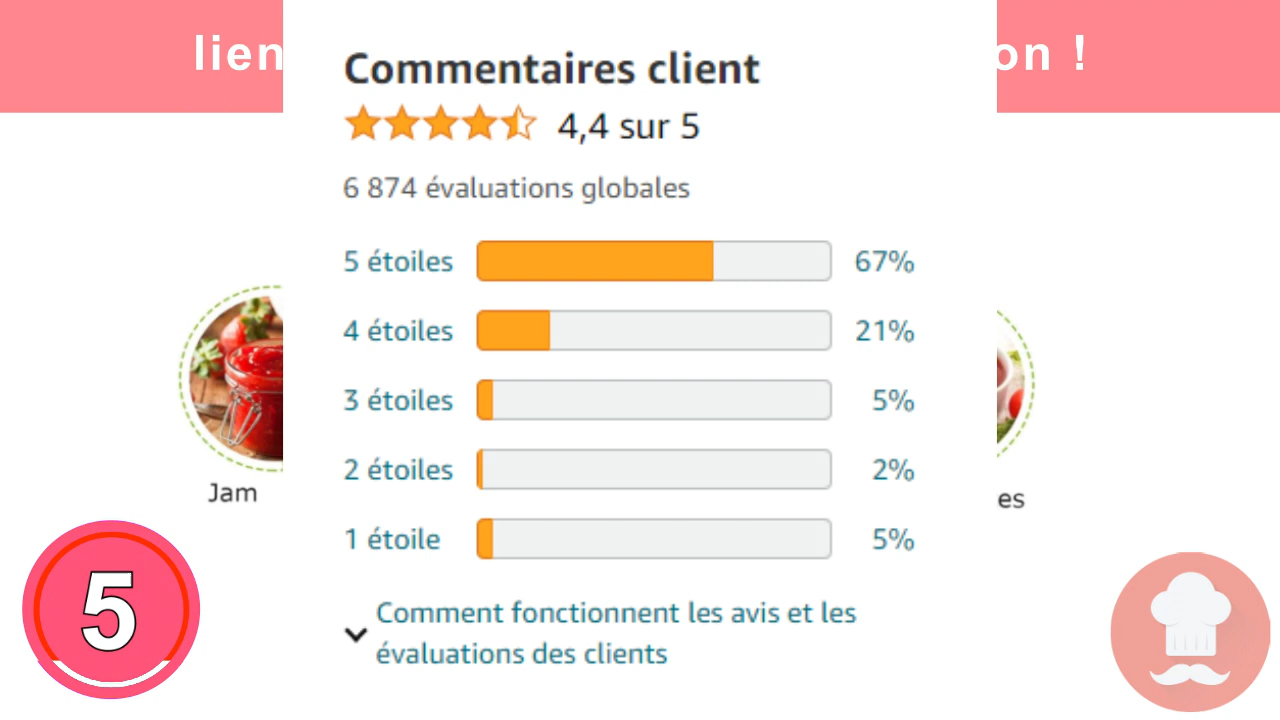 lien
on !
Commentaires client
4,4 sur 5
6 874 évaluations globales
5 étoiles 67%
4 étoiles 21%
3 étoiles 5%
2 étoiles 2%
1 étoile 5%
Comment fonctionnent les avis et les
évaluations des clients
Jam
es
5